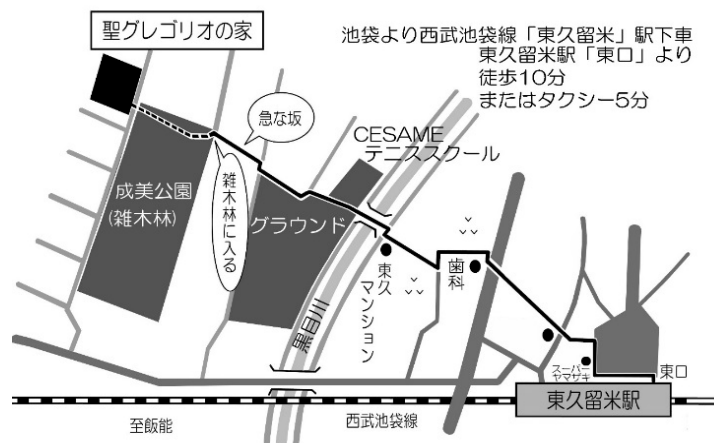 聖グレゴリオの家
池袋より西武池袋線「東久留米」駅下車
東久留米駅「東口」より
徒歩10分
またはタクシー5分
急な坂
CESAME
テニススクール
成美公園
(雑木林)
雑木林に入る
グラウンド
東久
マンション
歯科
黒目川
スーパー
ヤマザキ
東口
東久留米駅
至飯能
西武池袋線